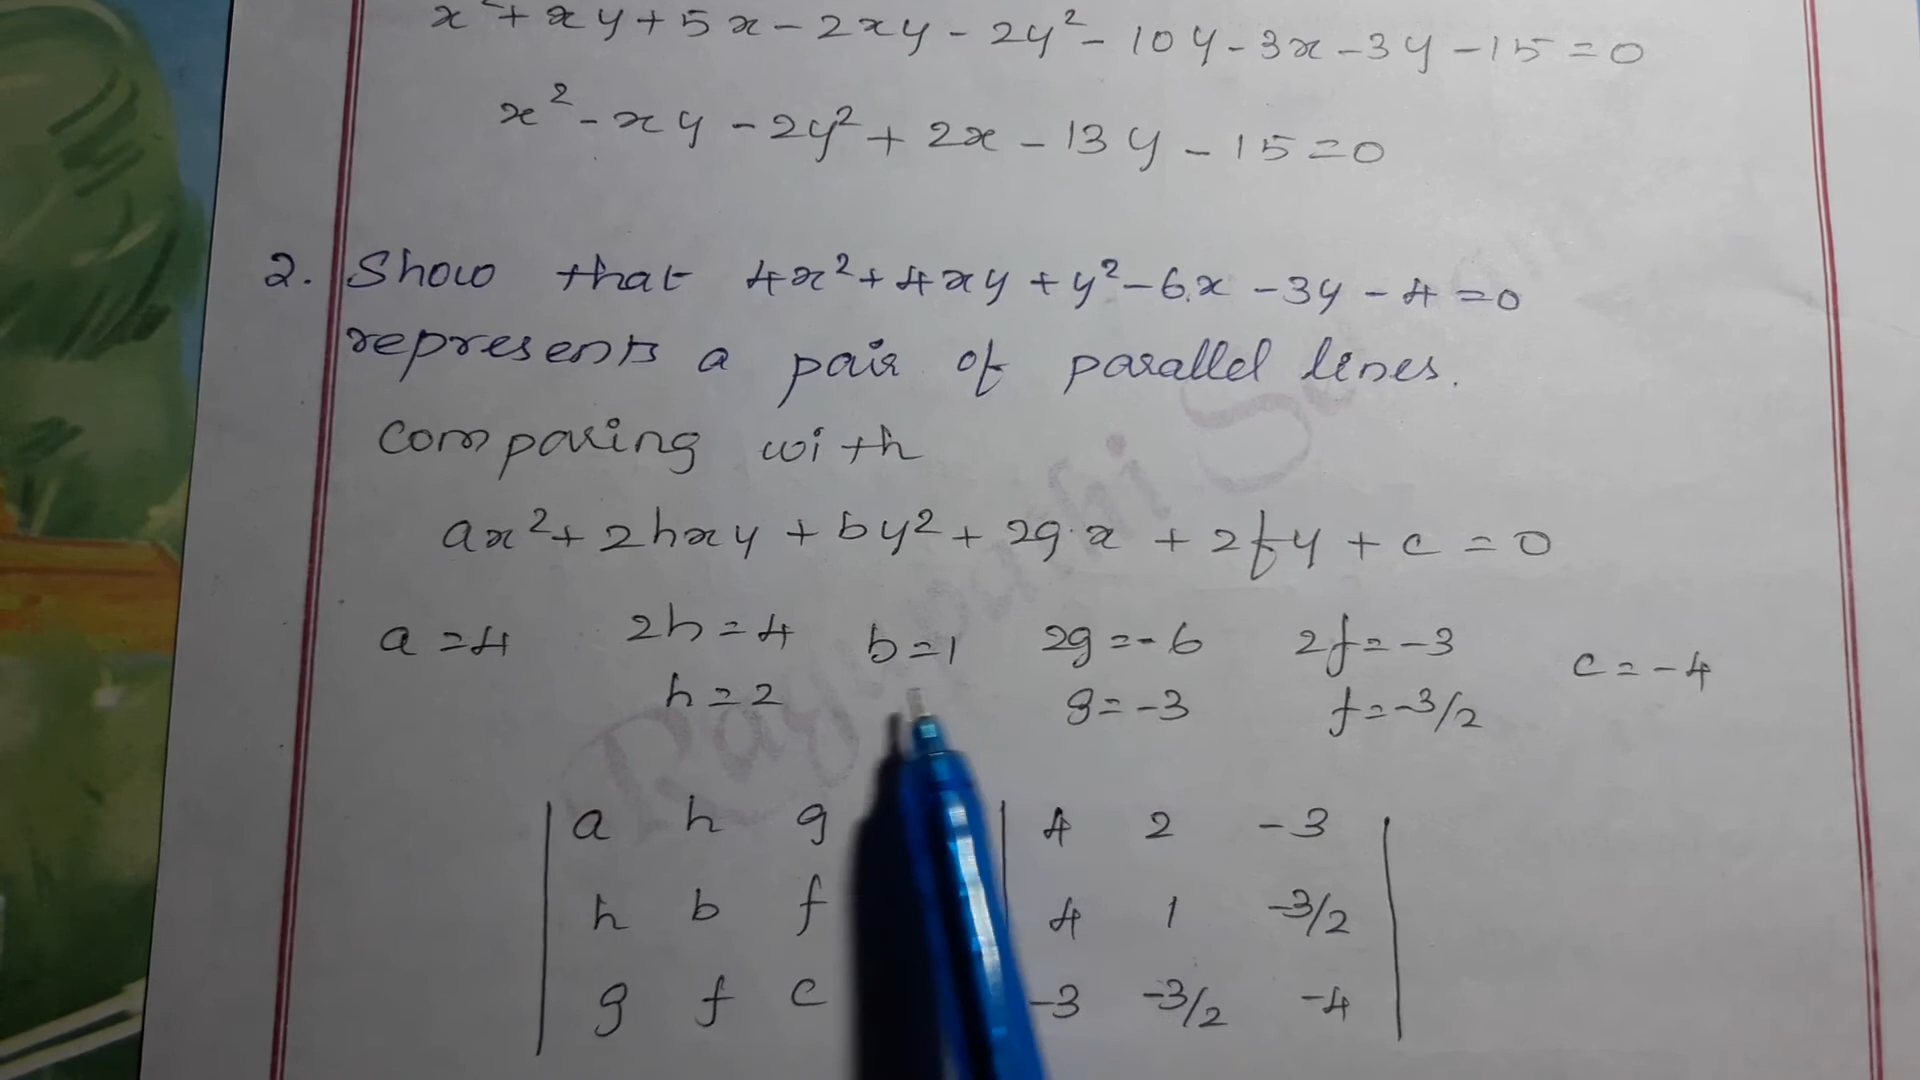 x²+xy+5x-2xy-2y²-10y-3x-3y-15=0
x²-xy-2y²+2x-13y-15=0
2. Show that 4x²+4xy+y²-6x-3y-4=0
represents a pair of parallel lines.
comparing with
ax²+2hxy+by²+2g.x+2fy+c=0
a=4 2h=4 b=1 2g=-6 2f=-3 c=-4
h=2 g=-3 f=-3/2
| a h g | 4 2 -3 |
h b f 4 1 -3/2
g f c -3 -3/2 -4